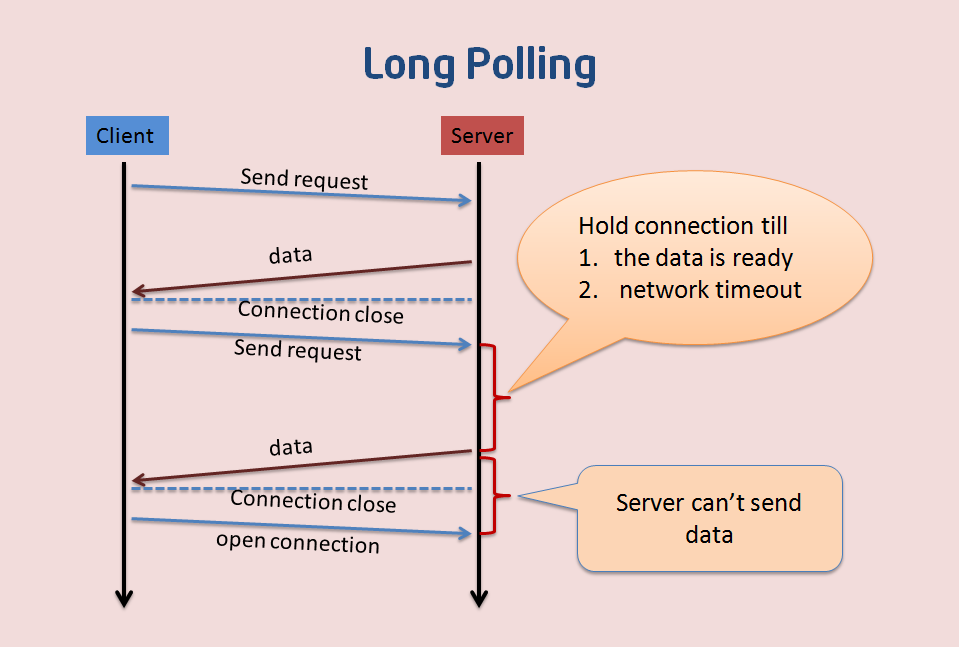 Long Polling
Client
Server
Send request
data
Connection close
Send request
Hold connection till
1. the data is ready
2. network timeout
data
Connection close
open connection
Server can't send
data